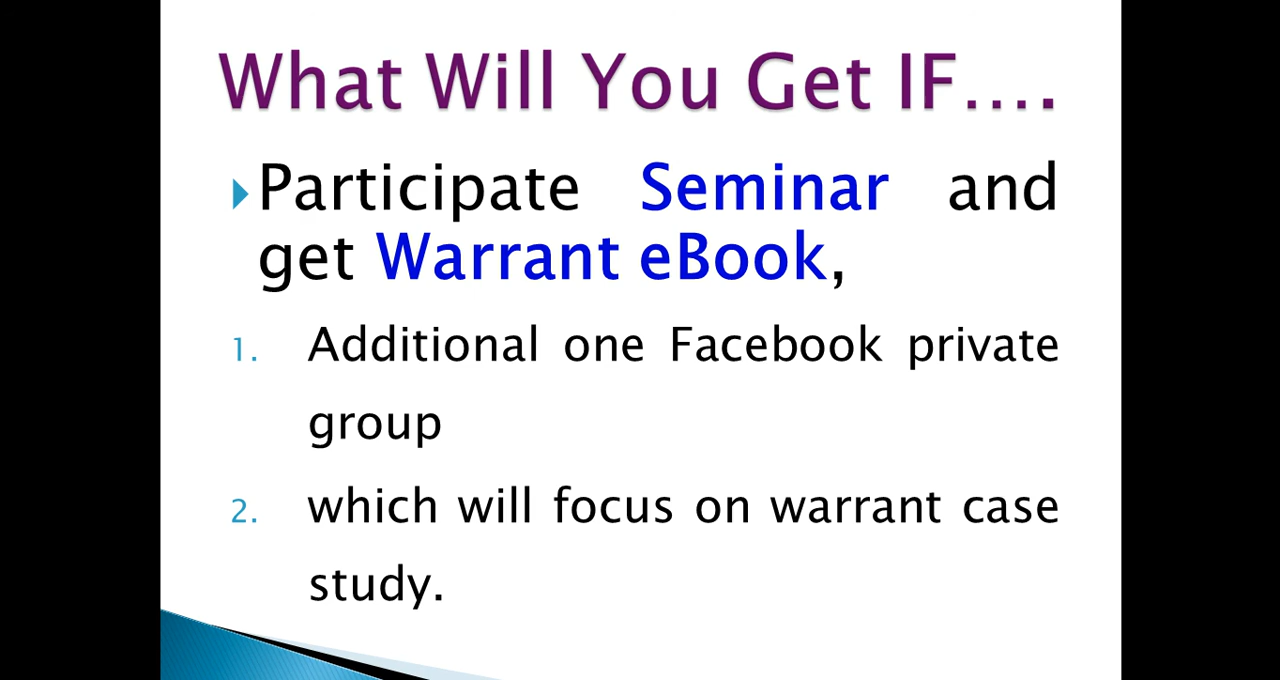 What Will You Get IF....
Participate Seminar and
get Warrant eBook,
1. Additional one Facebook private
group
2. which will focus on warrant case
study.